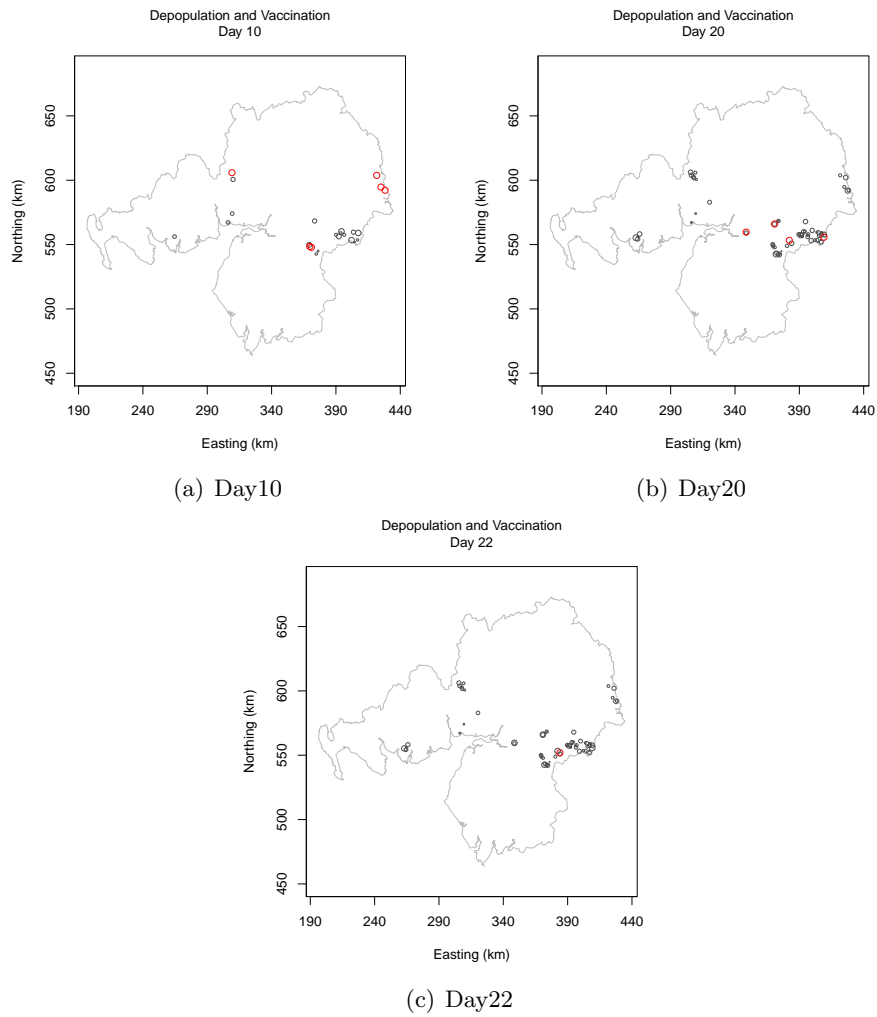 Depopulation and Vaccination
Day 10
Northing (km)
450 500 550 600 650
190 240 290 340 390 440
Easting (km)
(a) Day10
Depopulation and Vaccination
Day 20
Northing (km)
450 500 550 600 650
190 240 290 340 390 440
Easting (km)
(b) Day20
Depopulation and Vaccination
Day 22
Northing (km)
450 500 550 600 650
190 240 290 340 390 440
Easting (km)
(c) Day22